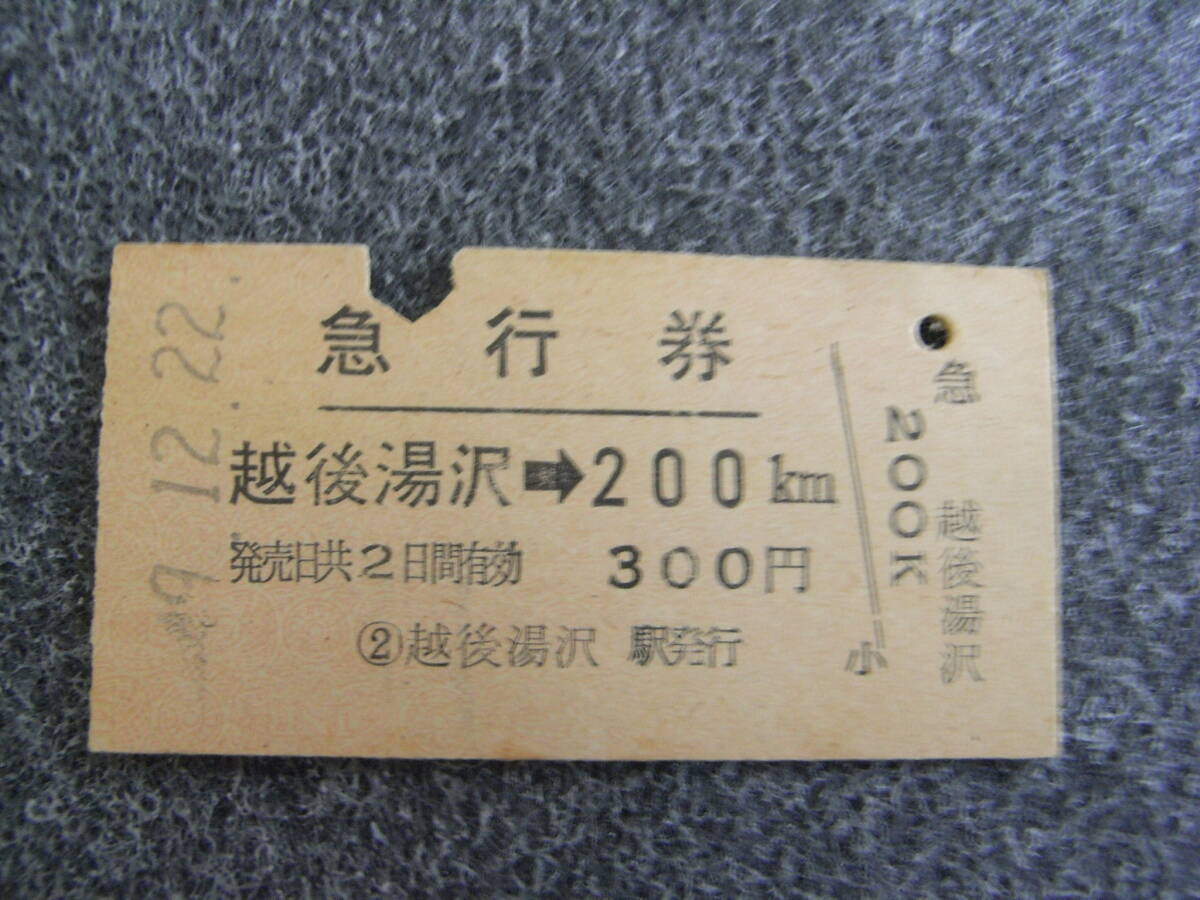 急行券
越後湯沢➡200km
発売日共2日間有効 300円
②越後湯沢 駅発行
9.12.22.
小
200K
急 越後湯沢